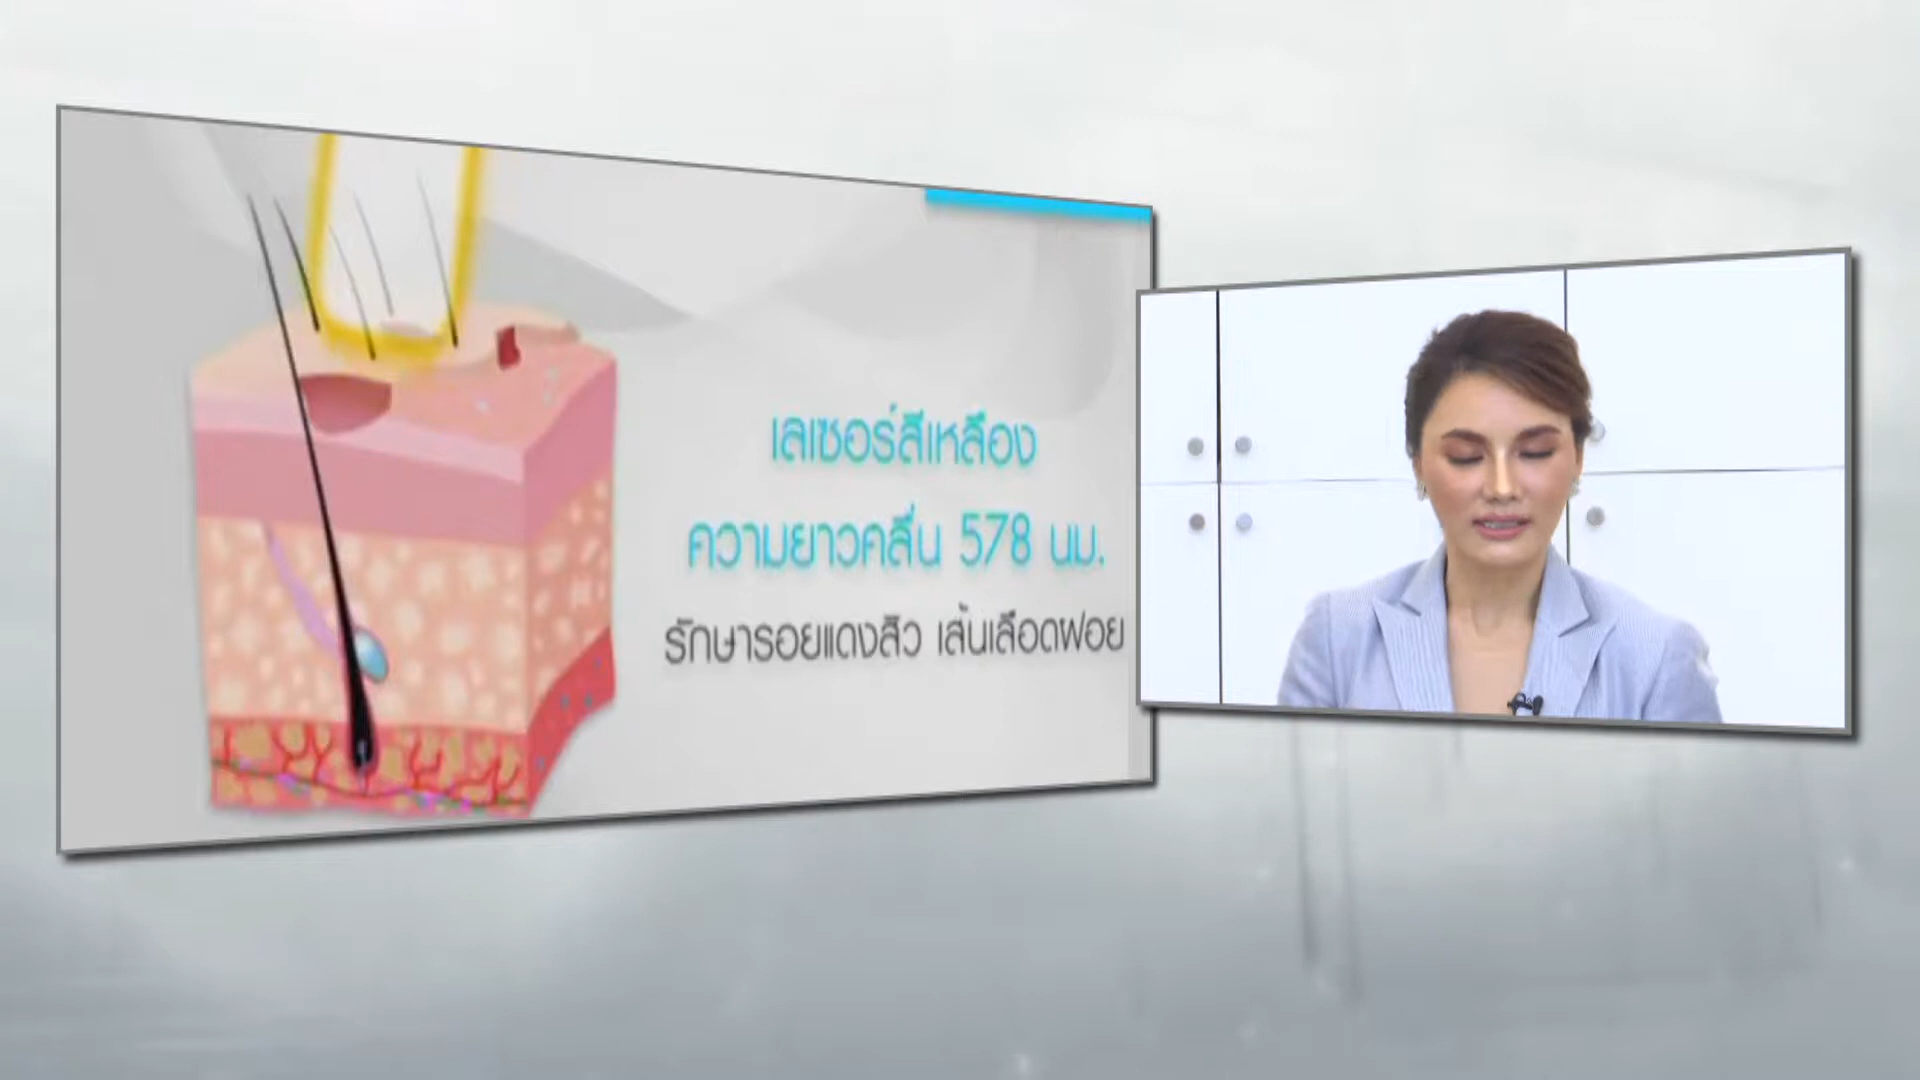 เลเซอร์สีเหลือง
ความยาวคลื่น 578 นม.
รักษารอยแดงสิว เส้นเลือดฝอย